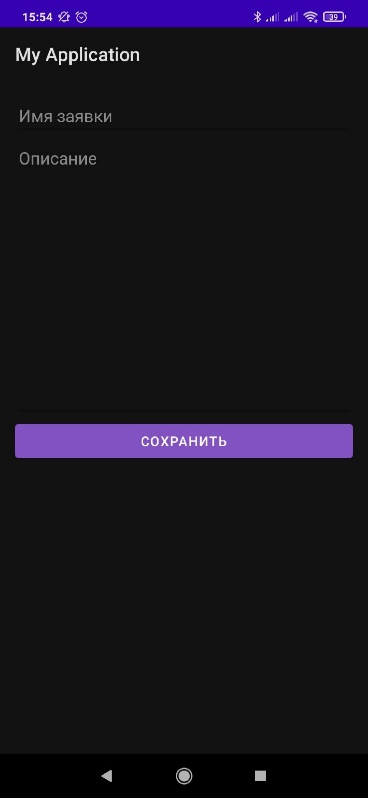 15:54
39
My Application
Имя заявки
Описание
СОХРАНИТЬ